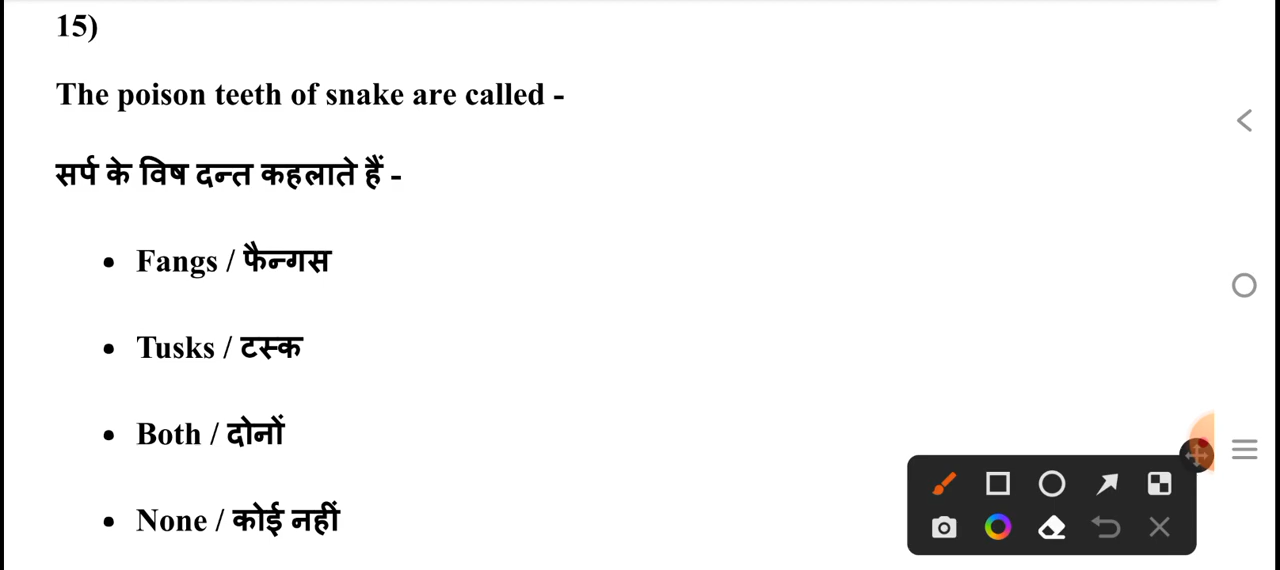 15)
The poison teeth of snake are called -
सर्प के विष दन्त कहलाते हैं -
• Fangs / फैन्गस
• Tusks / टस्क
• Both / दोनों
• None / कोई नहीं